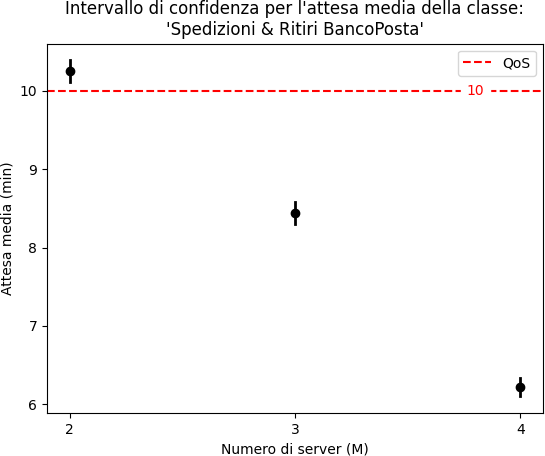 Intervallo di confidenza per l'attesa media della classe:
'Spedizioni & Ritiri BancoPosta'
QoS
10
10
9
8
7
6
Attesa media (min)
2
3
4
Numero di server (M)